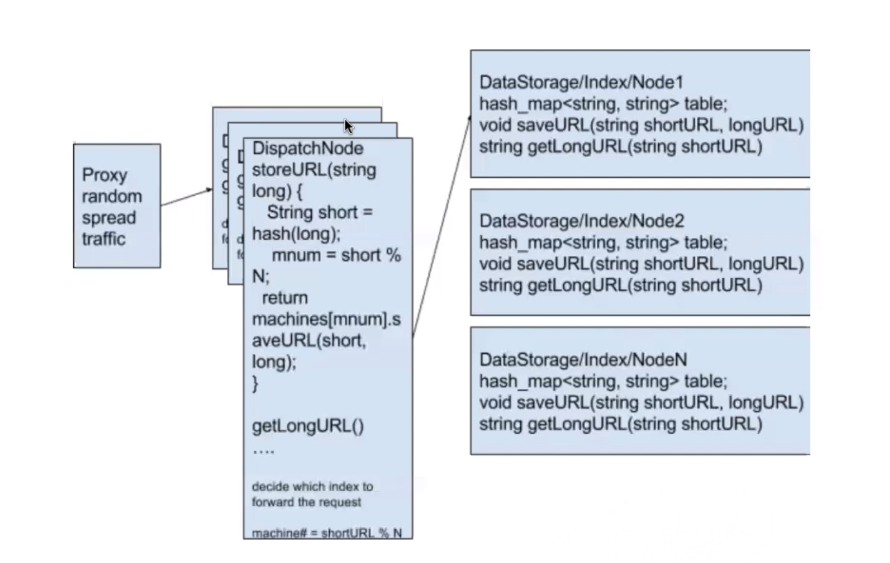 Proxy
random
spread
traffic
DispatchNode
storeURL(string
long) {
String short =
hash(long);
mnum = short %
N;
return
machines[mnum].s
aveURL(short,
long);
}
getLongURL()
....
decide which index to
forward the request
machine# = shortURL % N
DataStorage/Index/Node1
hash_map<string, string> table;
void saveURL(string shortURL, longURL)
string getLongURL(string shortURL)
DataStorage/Index/Node2
hash_map<string, string> table;
void saveURL(string shortURL, longURL)
string getLongURL(string shortURL)
DataStorage/Index/NodeN
hash_map<string, string> table;
void saveURL(string shortURL, longURL)
string getLongURL(string shortURL)